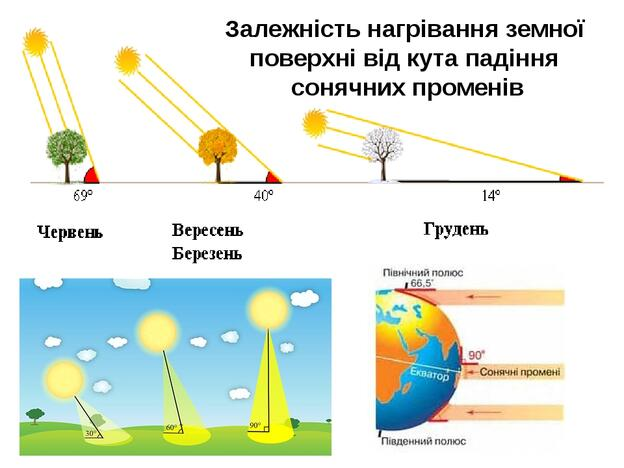 Залежність нагрівання земної
поверхні від кута падіння
сонячних променів
69° 40° 14°
Червень Вересень Грудень
Березень
30° 60° 90°
Північний полюс
66,5°
90°
Екватор Сонячні промені
Південний полюс